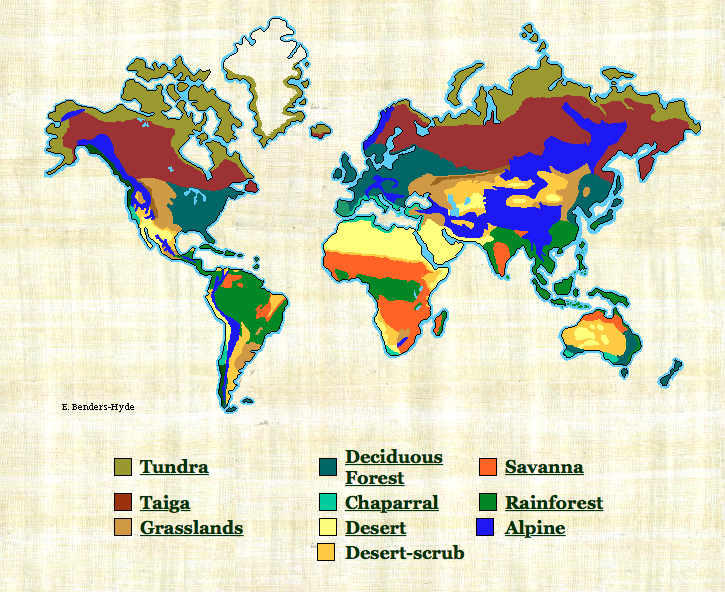 E. Benders-Hyde
Tundra
Deciduous
Forest
Savanna
Taiga
Chaparral
Rainforest
Grasslands
Desert
Alpine
Desert-scrub